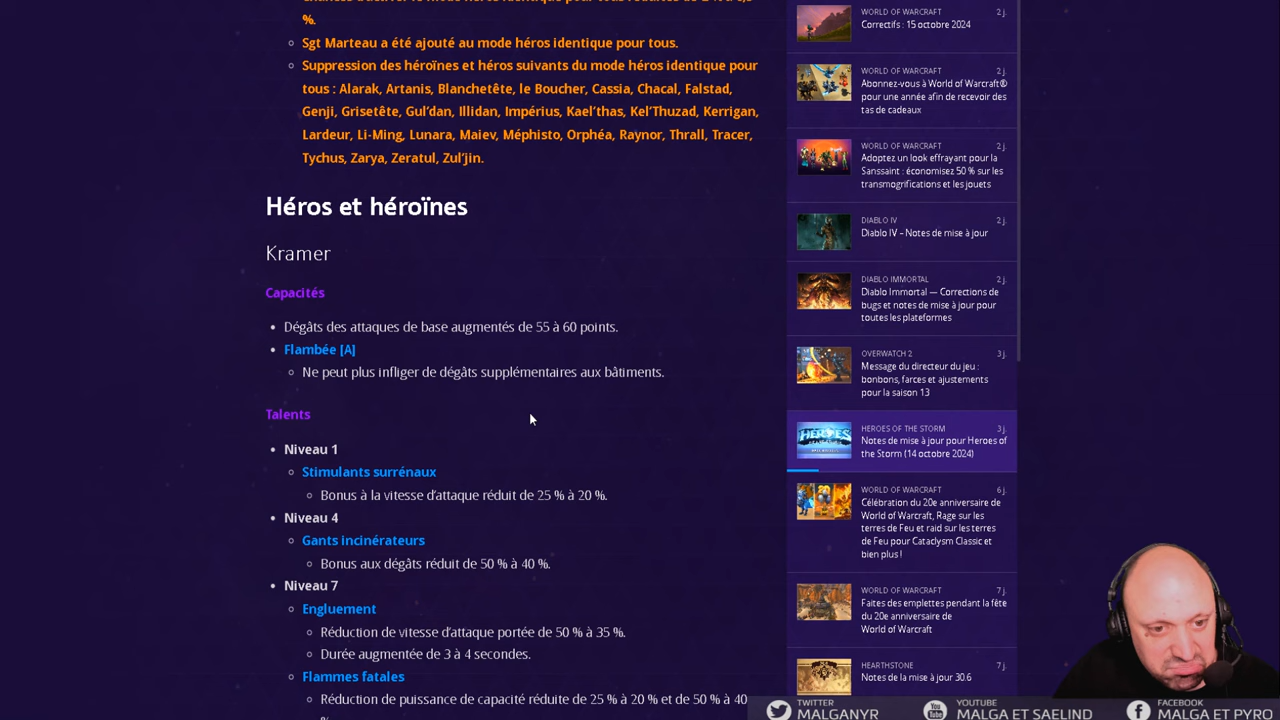 %.
Sgt Marteau a été ajouté au mode héros identique pour tous.
Suppression des héroïnes et héros suivants du mode héros identique pour
tous : Alarak, Artanis, Blanchetête, le Boucher, Cassia, Chacal, Falstad,
Genji, Grisetête, Gul’dan, Illidan, Impérius, Kael’thas, Kel’Thuzad, Kerrigan,
Lardeur, Li-Ming, Lunara, Maiev, Méphisto, Orphéa, Raynor, Thrall, Tracer,
Tychus, Zarya, Zeratul, Zul’jin.
Héros et héroïnes
Kramer
Capacités
Dégâts des attaques de base augmentés de 55 à 60 points.
Flambée [A]
Ne peut plus infliger de dégâts supplémentaires aux bâtiments.
Talents
Niveau 1
Stimulants surrénaux
Bonus à la vitesse d’attaque réduit de 25 % à 20 %.
Niveau 4
Gants incinérateurs
Bonus aux dégâts réduit de 50 % à 40 %.
Niveau 7
Engluement
Réduction de vitesse d’attaque portée de 50 % à 35 %.
Durée augmentée de 3 à 4 secondes.
Flammes fatales
Réduction de puissance de capacité réduite de 25 % à 20 % et de 50 % à 40
WORLD OF WARCRAFT 2 j.
Correctifs : 15 octobre 2024
WORLD OF WARCRAFT 2 j.
Abonnez-vous à World of Warcraft®
pour une année afin de recevoir des
tas de cadeaux
WORLD OF WARCRAFT 2 j.
Adoptez un look effrayant pour la
Sanssaint : économisez 50 % sur les
transmogrifications et les jouets
DIABLO IV 2 j.
Diablo IV – Notes de mise à jour
DIABLO IMMORTAL 2 j.
Diablo Immortal — Corrections de
bugs et notes de mise à jour pour
toutes les plateformes
OVERWATCH 2 3 j.
Message du directeur du jeu :
bonbons, farces et ajustements
pour la saison 13
HEROES OF THE STORM 3 j.
Notes de mise à jour pour Heroes of
the Storm (14 octobre 2024)
WORLD OF WARCRAFT 6 j.
Célébration du 20e anniversaire de
World of Warcraft, Rage sur les
terres de Feu et raid sur les terres
de Feu pour Cataclysm Classic et
bien plus !
WORLD OF WARCRAFT 7 j.
Faites des emplettes pendant la fête
du 20e anniversaire de
World of Warcraft
HEARTHSTONE 7 j.
Notes de la mise à jour 30.6
TWITTER
MALGANYR
YOUTUBE
MALGA ET SAELIND
FACEBOOK
MALGA ET PYRO